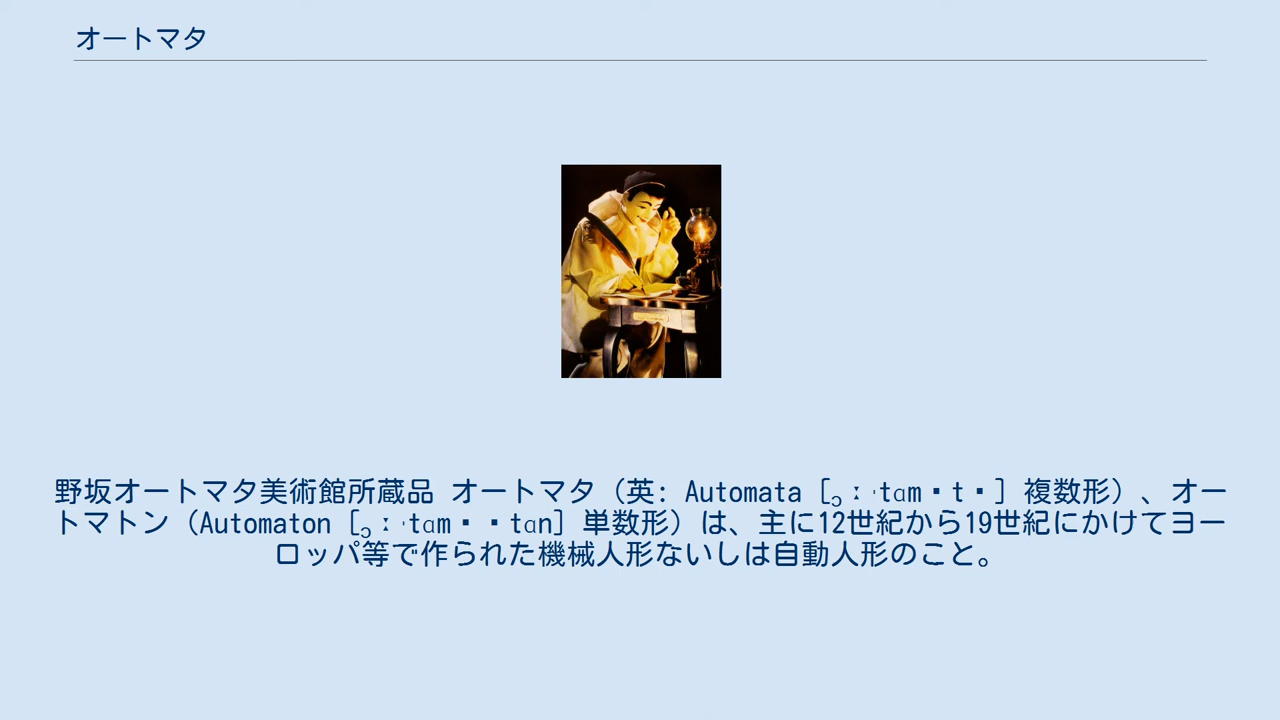 オートマタ
野坂オートマタ美術館所蔵品 オートマタ（英: Automata [ɔːˈtɑm▪t▪] 複数形）、オー
トマトン（Automaton [ɔːˈtɑm▪▪tɑn] 単数形）は、主に12世紀から19世紀にかけてヨー
ロッパ等で作られた機械人形ないしは自動人形のこと。